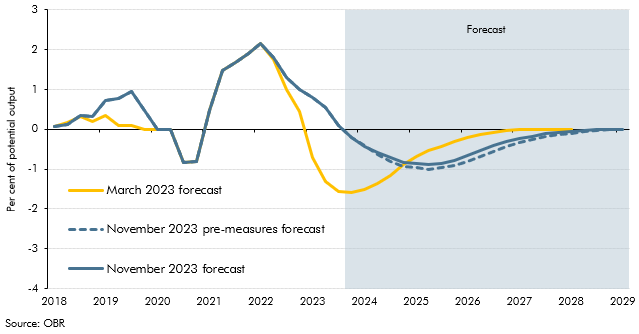 3
2
1
0
-1
-2
-3
-4
Per cent of potential output
Forecast
March 2023 forecast
November 2023 pre-measures forecast
November 2023 forecast
2018 2019 2020 2021 2022 2023 2024 2025 2026 2027 2028 2029
Source: OBR